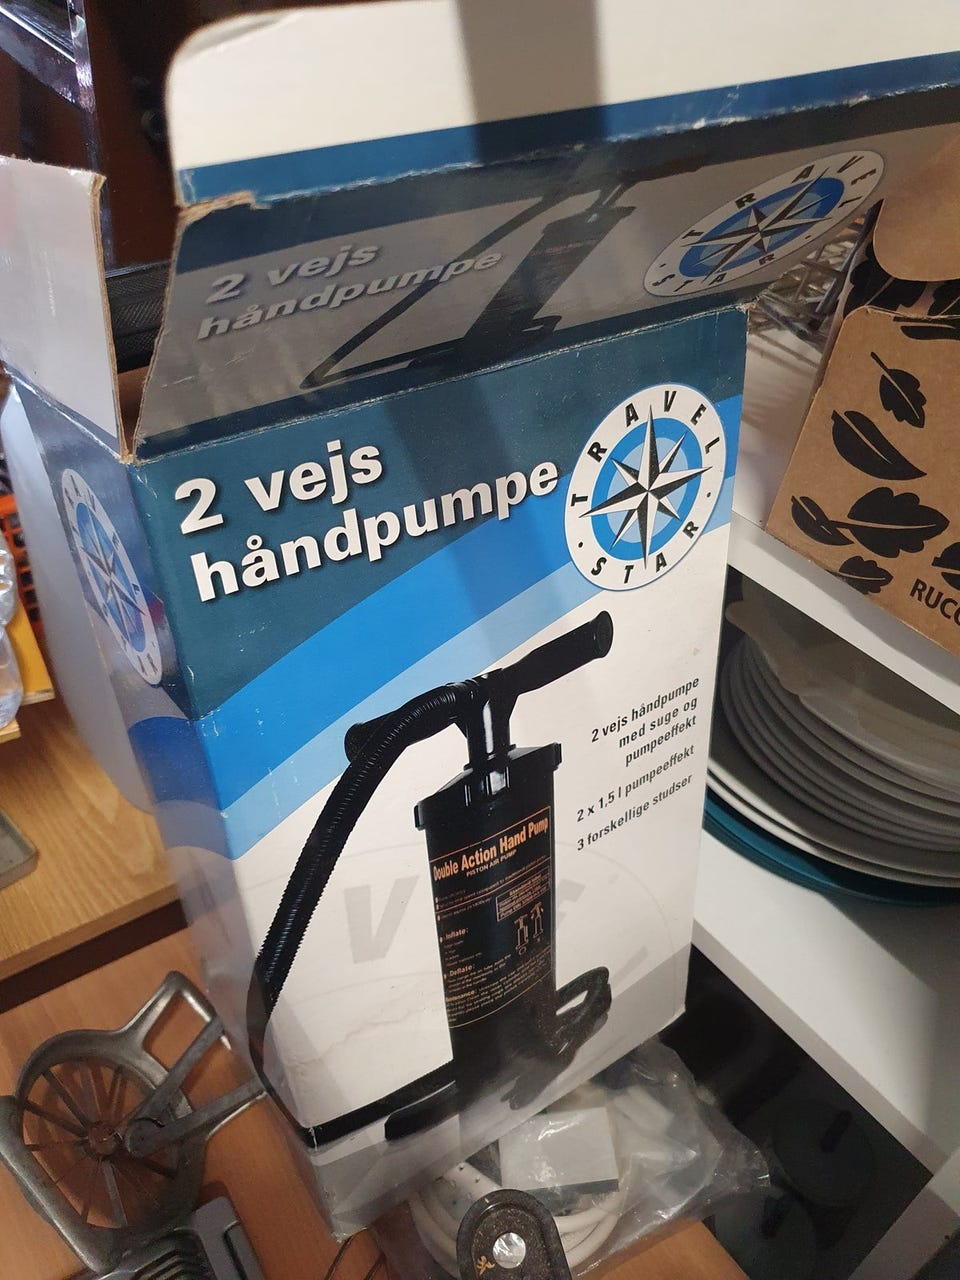 2 vejs
håndpumpe
TRAVEL
STAR
2 vejs
håndpumpe
TRAVEL
· STAR ·
2 vejs håndpumpe
med suge og
pumpeeffekt
2 x 1,5 l pumpeeffekt
3 forskellige studser
Double Action Hand Pump
PISTON AIR PUMP
Inflate:
Deflate:
RUCO